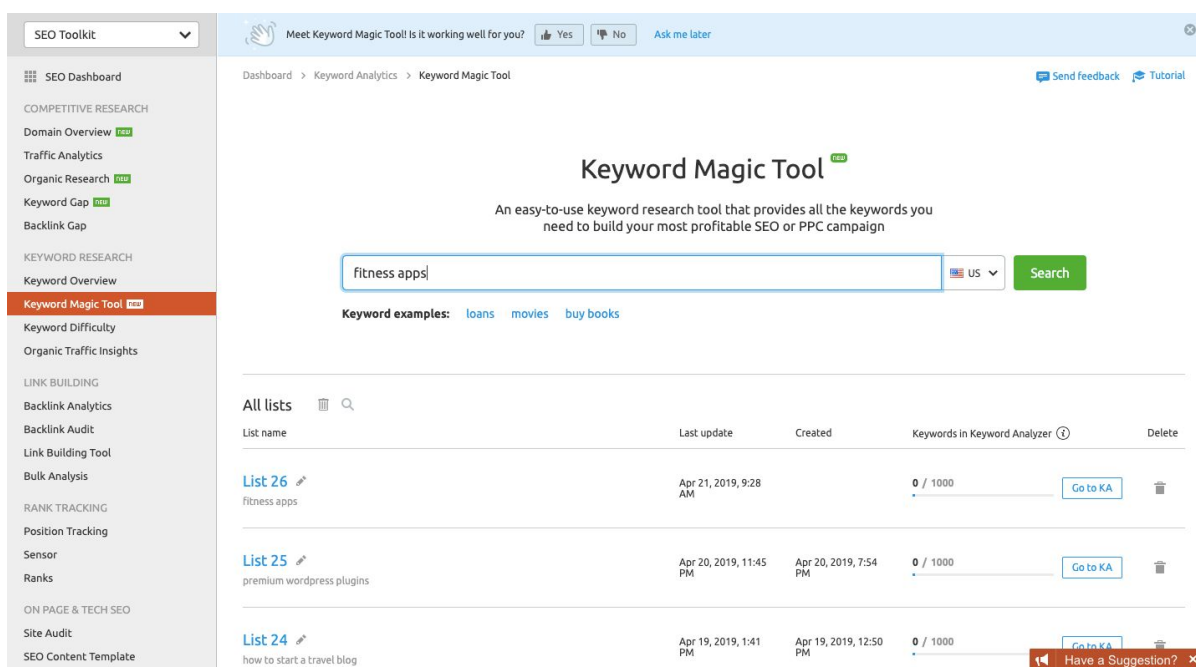 SEO Toolkit
SEO Dashboard
COMPETITIVE RESEARCH
Domain Overview new
Traffic Analytics
Organic Research new
Keyword Gap new
Backlink Gap
KEYWORD RESEARCH
Keyword Overview
Keyword Magic Tool new
Keyword Difficulty
Organic Traffic Insights
LINK BUILDING
Backlink Analytics
Backlink Audit
Link Building Tool
Bulk Analysis
RANK TRACKING
Position Tracking
Sensor
Ranks
ON PAGE & TECH SEO
Site Audit
SEO Content Template
Meet Keyword Magic Tool! Is it working well for you? Yes No Ask me later
Dashboard > Keyword Analytics > Keyword Magic Tool
Send feedback Tutorial
Keyword Magic Tool new
An easy-to-use keyword research tool that provides all the keywords you
need to build your most profitable SEO or PPC campaign
fitness apps US Search
Keyword examples: loans movies buy books
All lists
List name Last update Created Keywords in Keyword Analyzer i Delete
List 26 Apr 21, 2019, 9:28 AM 0 / 1000 Go to KA
fitness apps
List 25 Apr 20, 2019, 11:45 PM Apr 20, 2019, 7:54 PM 0 / 1000 Go to KA
premium wordpress plugins
List 24 Apr 19, 2019, 1:41 PM Apr 19, 2019, 12:50 PM 0 / 1000 Go to KA
how to start a travel blog
Have a Suggestion? x